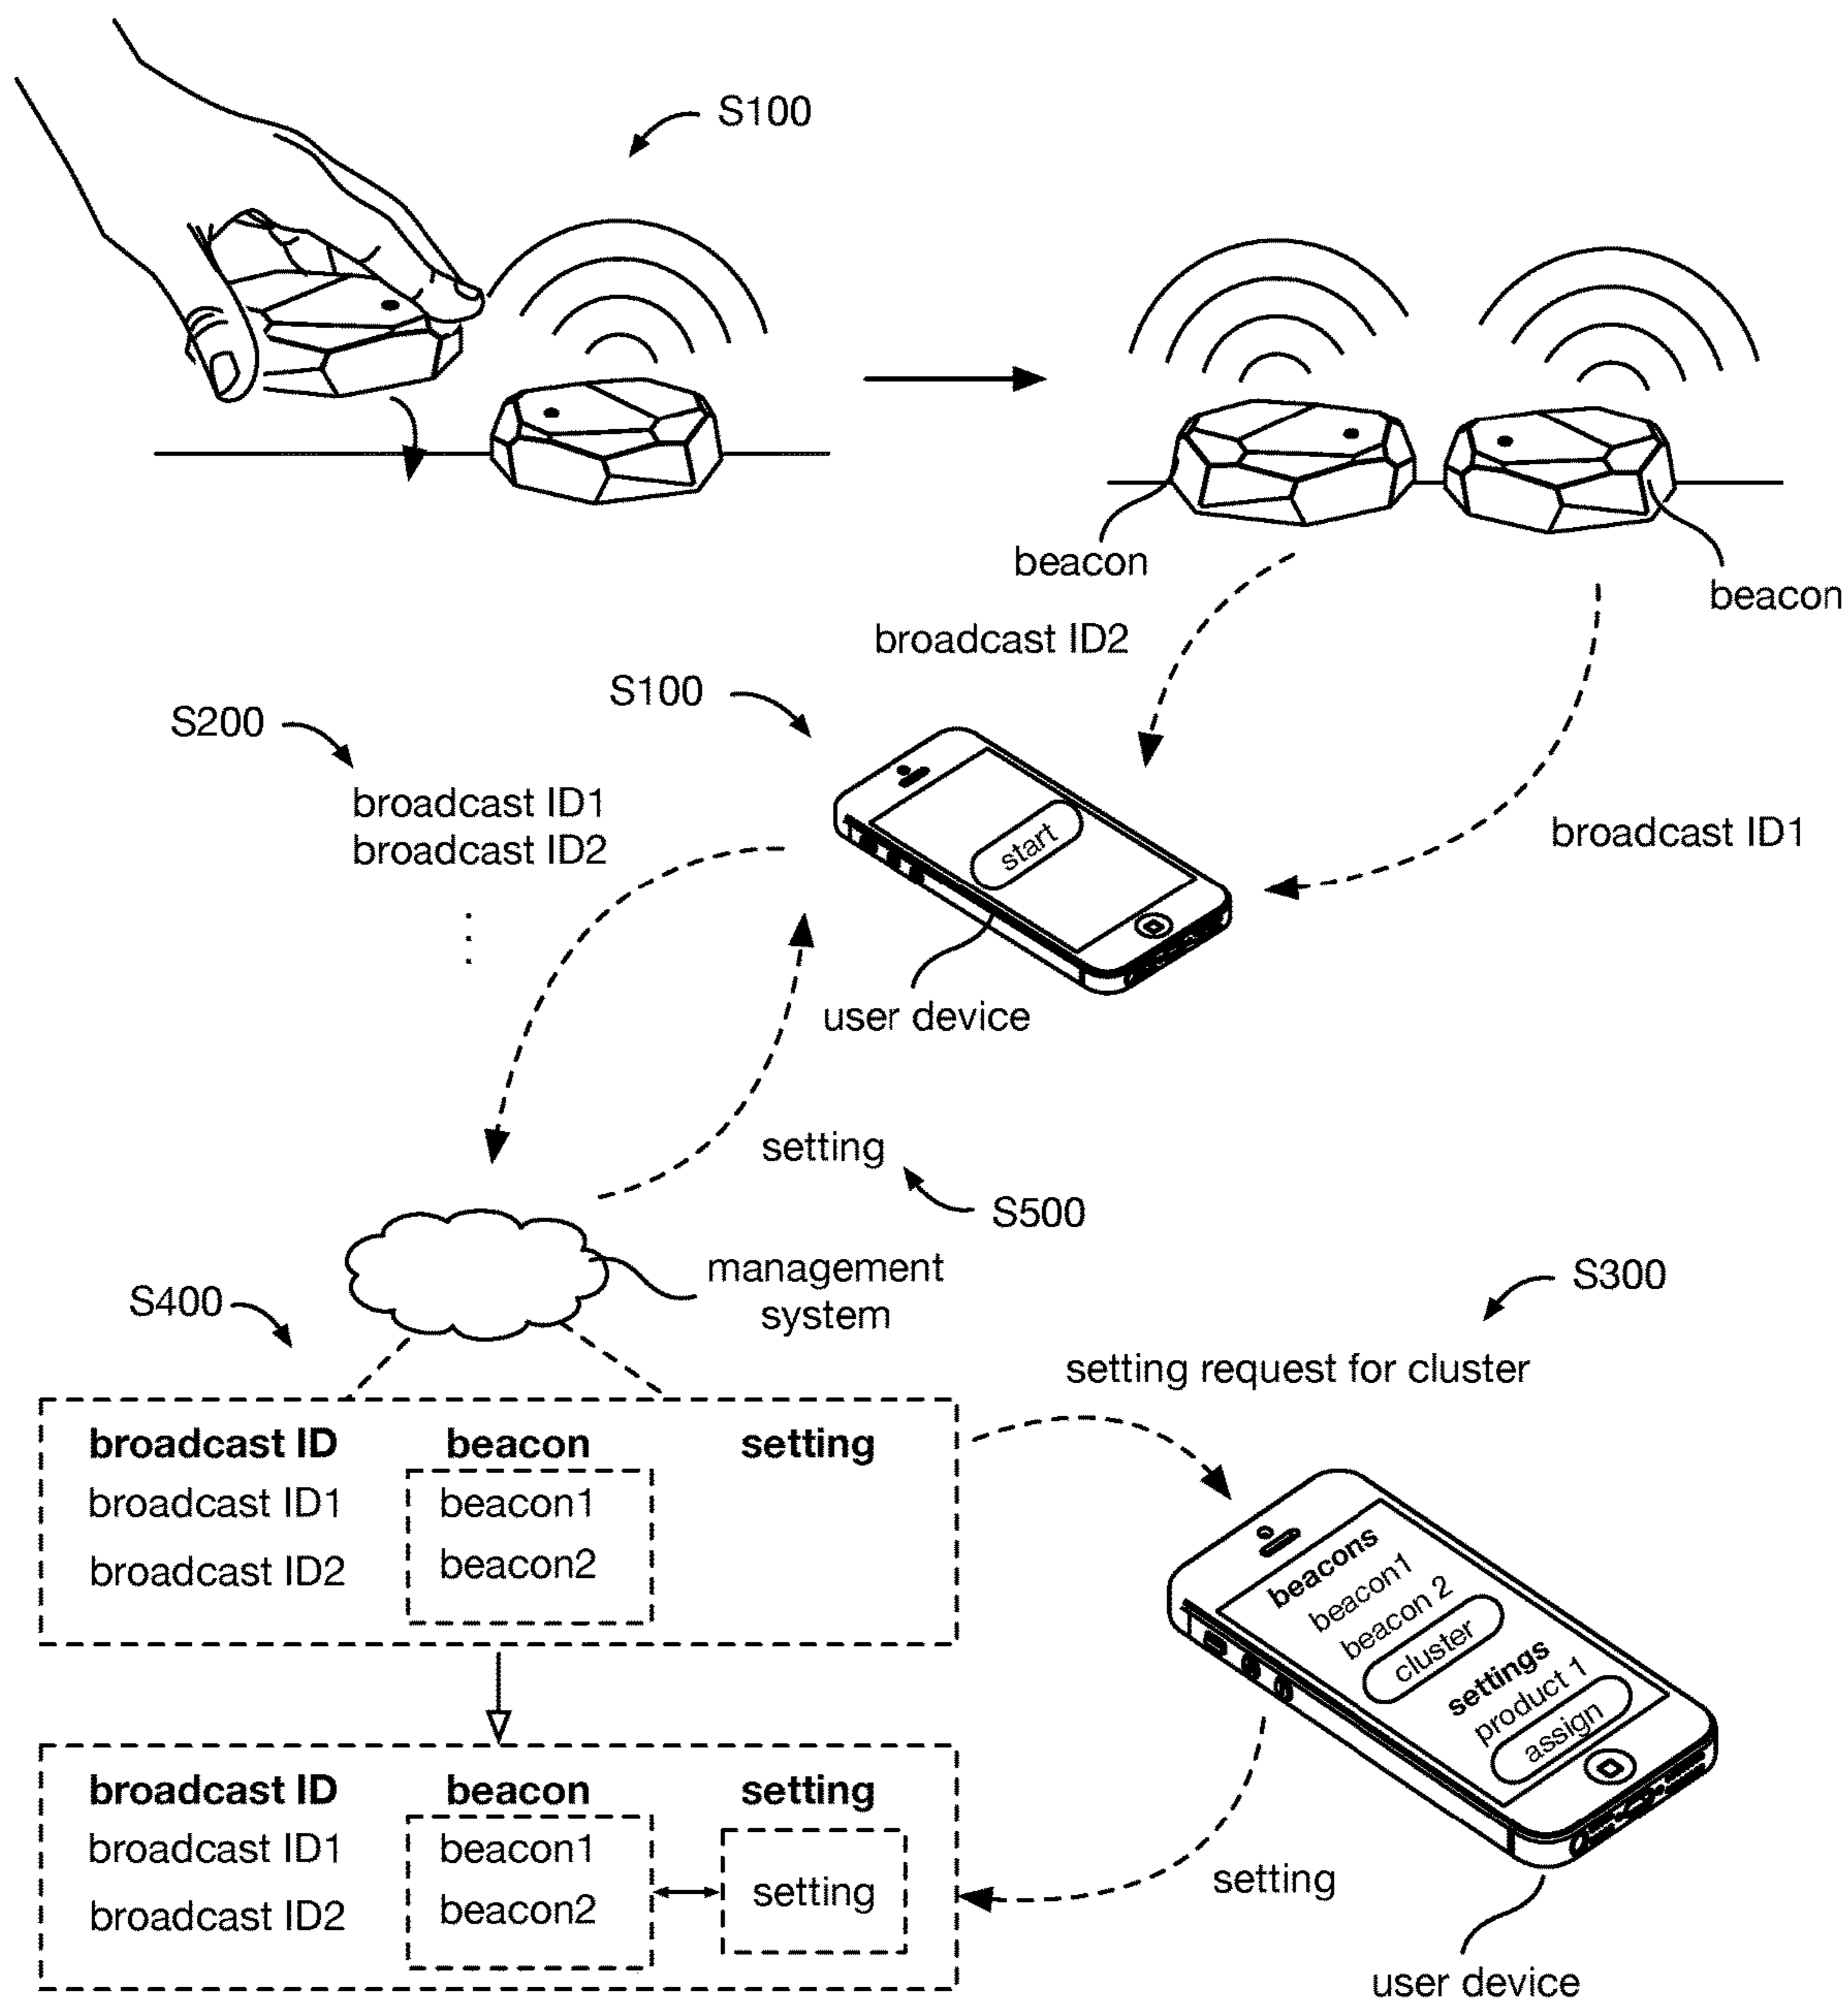 S100
beacon
beacon
broadcast ID2
S100
S200
broadcast ID1
broadcast ID2
start
broadcast ID1
user device
setting
S500
management
system
S400
S300
setting request for cluster
broadcast ID beacon setting
broadcast ID1 beacon1
broadcast ID2 beacon2
beacons
beacon1
beacon 2
cluster
settings
product 1
assign
broadcast ID beacon setting
broadcast ID1 beacon1
setting
broadcast ID2 beacon2
setting
user device